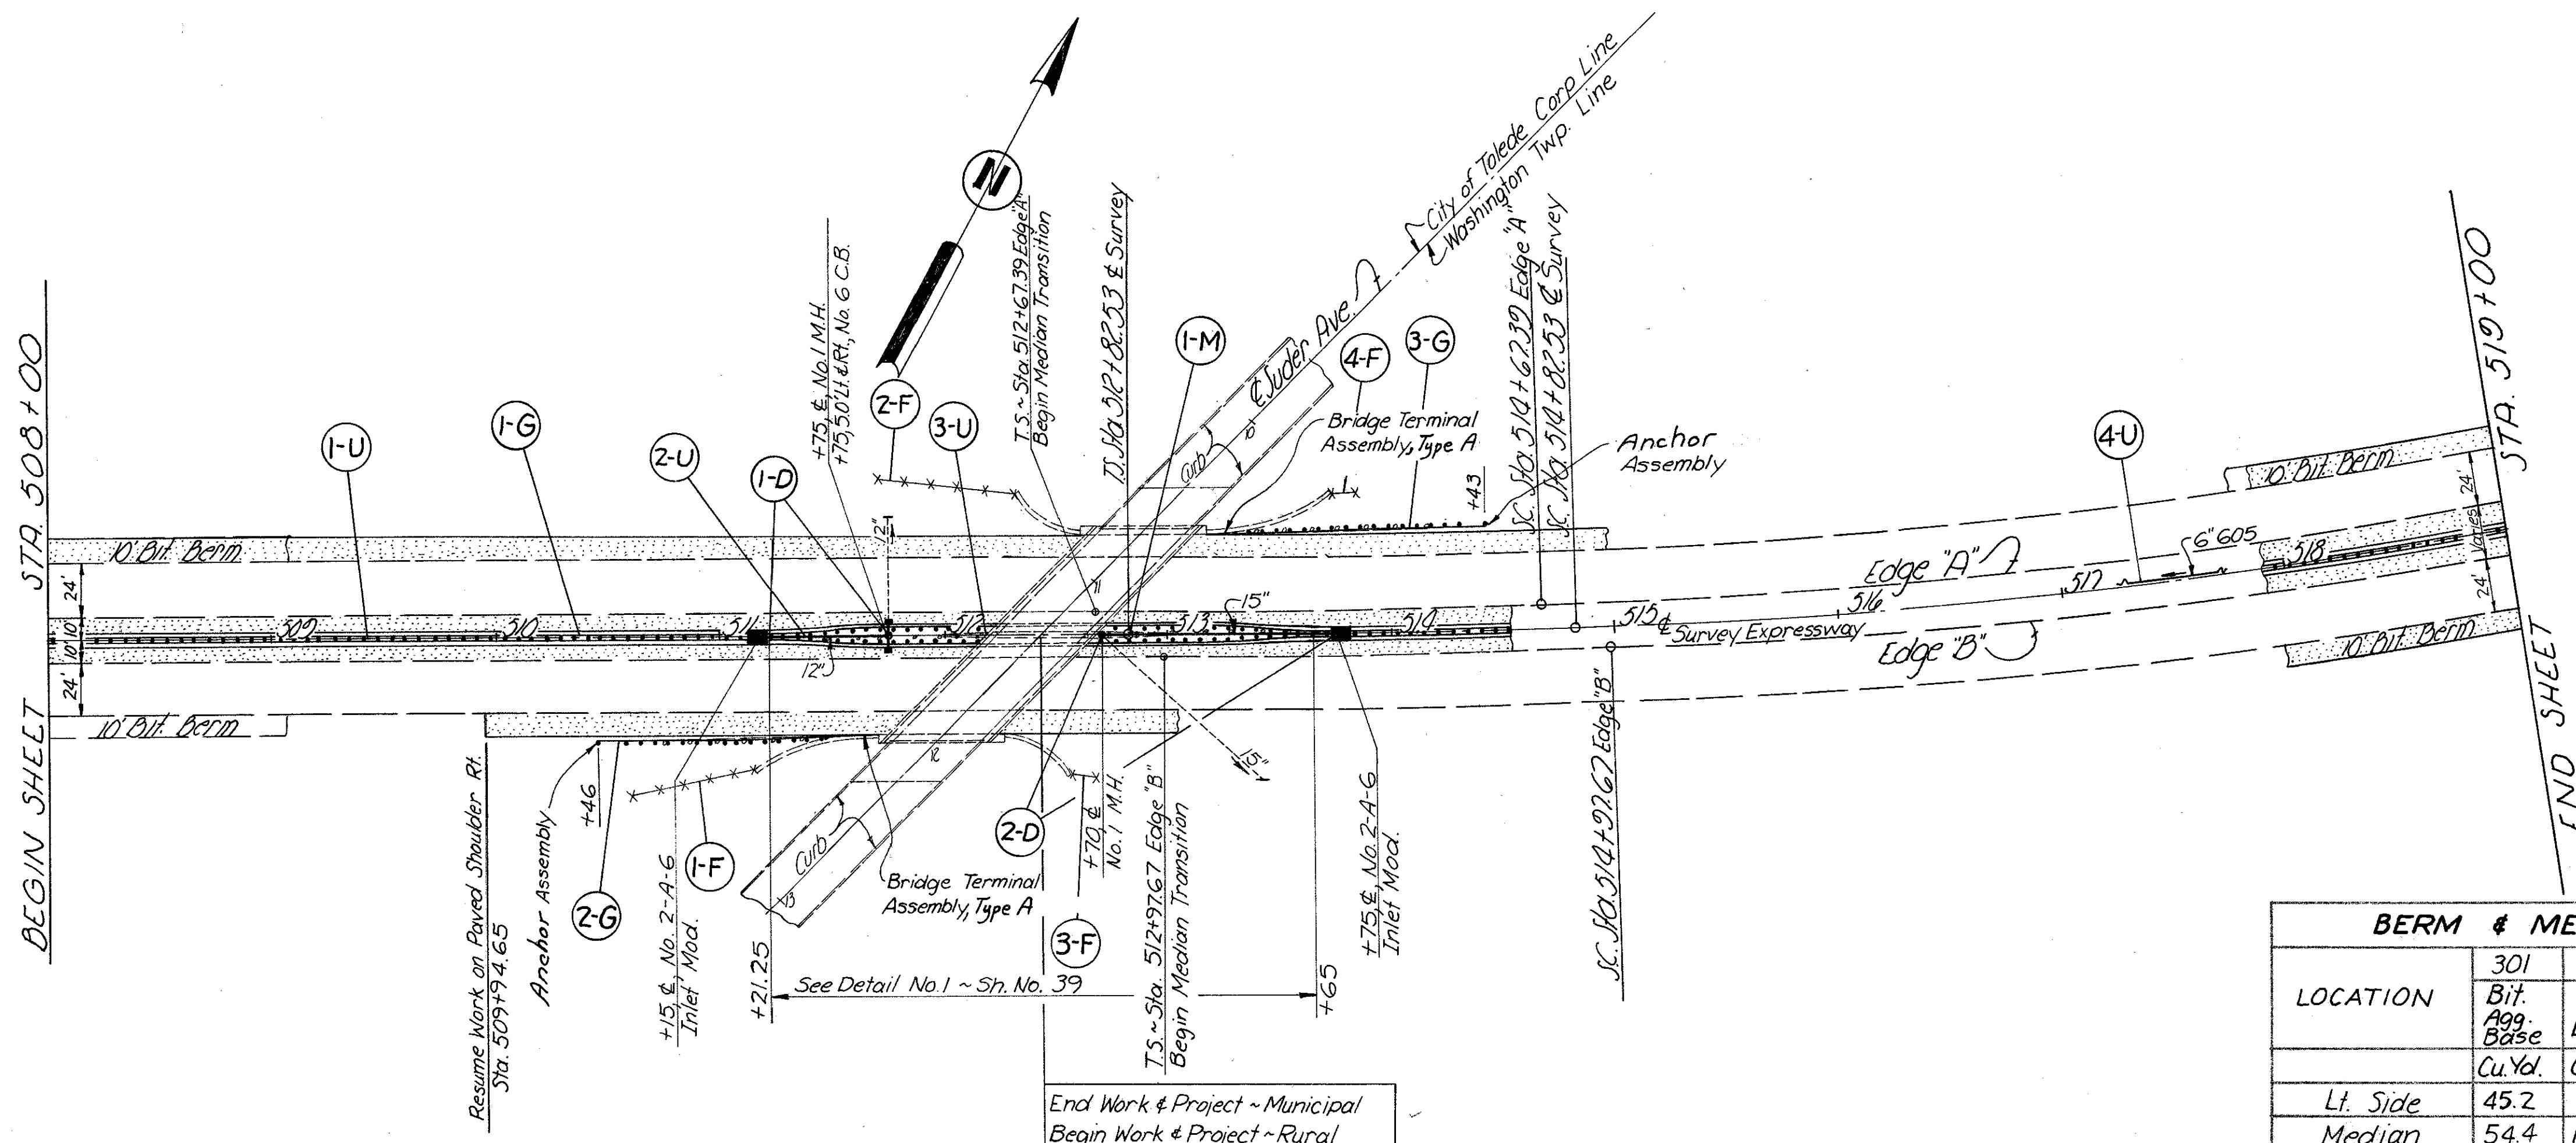 BEGIN SHEET STA. 508+00
10' Bit. Berm
24'
10'
10'
24'
10' Bit. Berm
1-U
1-G
2-U
1-D
2-F
3-U
1-M
4-F
3-G
4-U
N
+75, ℄, No. 1 M.H.
+75, 5.0' Lt. & Rt., No. 6 C.B.
T.S. ~ Sta. 512+67.39 Edge "A"
Begin Median Transition
T.S. Sta. 512+82.53 ℄ Survey
℄ Suder Ave.
City of Toledo Corp Line
Washington Twp. Line
S.C. Sta. 514+67.39 Edge "A"
S.C. Sta. 514+82.53 ℄ Survey
Bridge Terminal
Assembly, Type A
+43
Anchor
Assembly
Curb
10
11
12
13
12"
12"
15"
15"
509
510
511
512
513
514
515
516
517
518
℄ Survey Expressway
Edge "A"
Edge "B"
6" 605
10' Bit. Berm
24'
Varies
24'
10' Bit. Berm
STA. 519+00
END SHEET
Resume Work on Paved Shoulder Rt.
Sta. 509+94.65
Anchor Assembly
+46
2-G
1-F
+15, ℄, No. 2-A-6
Inlet Mod.
+21.25
Curb
Bridge Terminal
Assembly, Type A
See Detail No. 1 ~ Sh. No. 39
2-D
3-F
+70, ℄
No. 1 M.H.
T.S. ~ Sta. 512+97.67 Edge "B"
Begin Median Transition
+65
+75, ℄, No. 2-A-6
Inlet Mod.
S.C. Sta. 514+97.67 Edge "B"
End Work & Project ~ Municipal
Begin Work & Project ~ Rural
BERM & ME
LOCATION
301
Bit.
Agg.
Base
Cu. Yd.
Lt. Side 45.2
Median 54.4